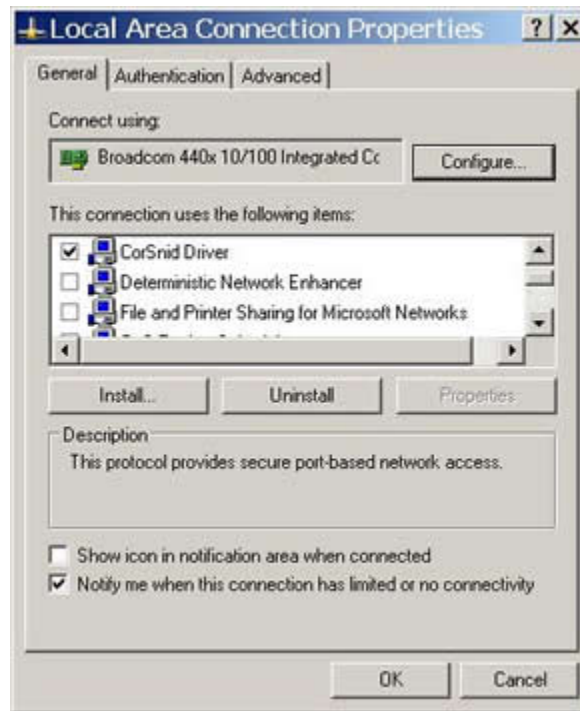 Local Area Connection Properties
General Authentication Advanced
Connect using:
Broadcom 440x 10/100 Integrated Cc Configure...
This connection uses the following items:
CorSnid Driver
Deterministic Network Enhancer
File and Printer Sharing for Microsoft Networks
Install... Uninstall Properties
Description
This protocol provides secure port-based network access.
Show icon in notification area when connected
Notify me when this connection has limited or no connectivity
OK Cancel